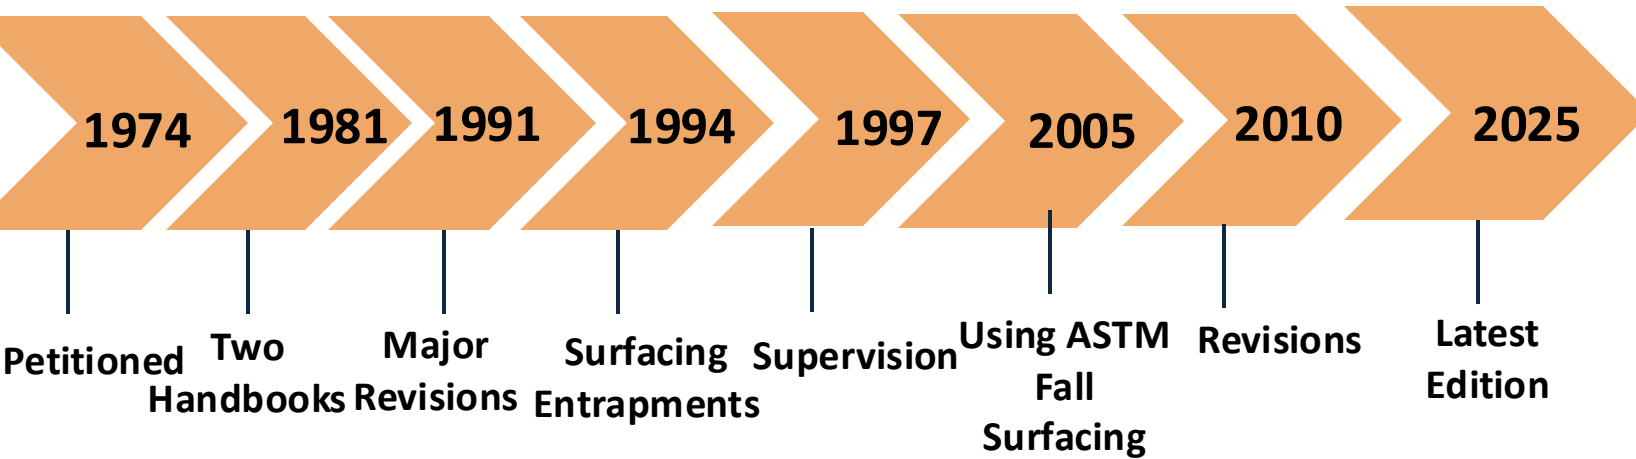 1974
1981
1991
1994
1997
2005
2010
2025
Petitioned
Two
Handbooks
Major
Revisions
Surfacing
Entrapments
Supervision
Using ASTM
Fall
Surfacing
Revisions
Latest
Edition